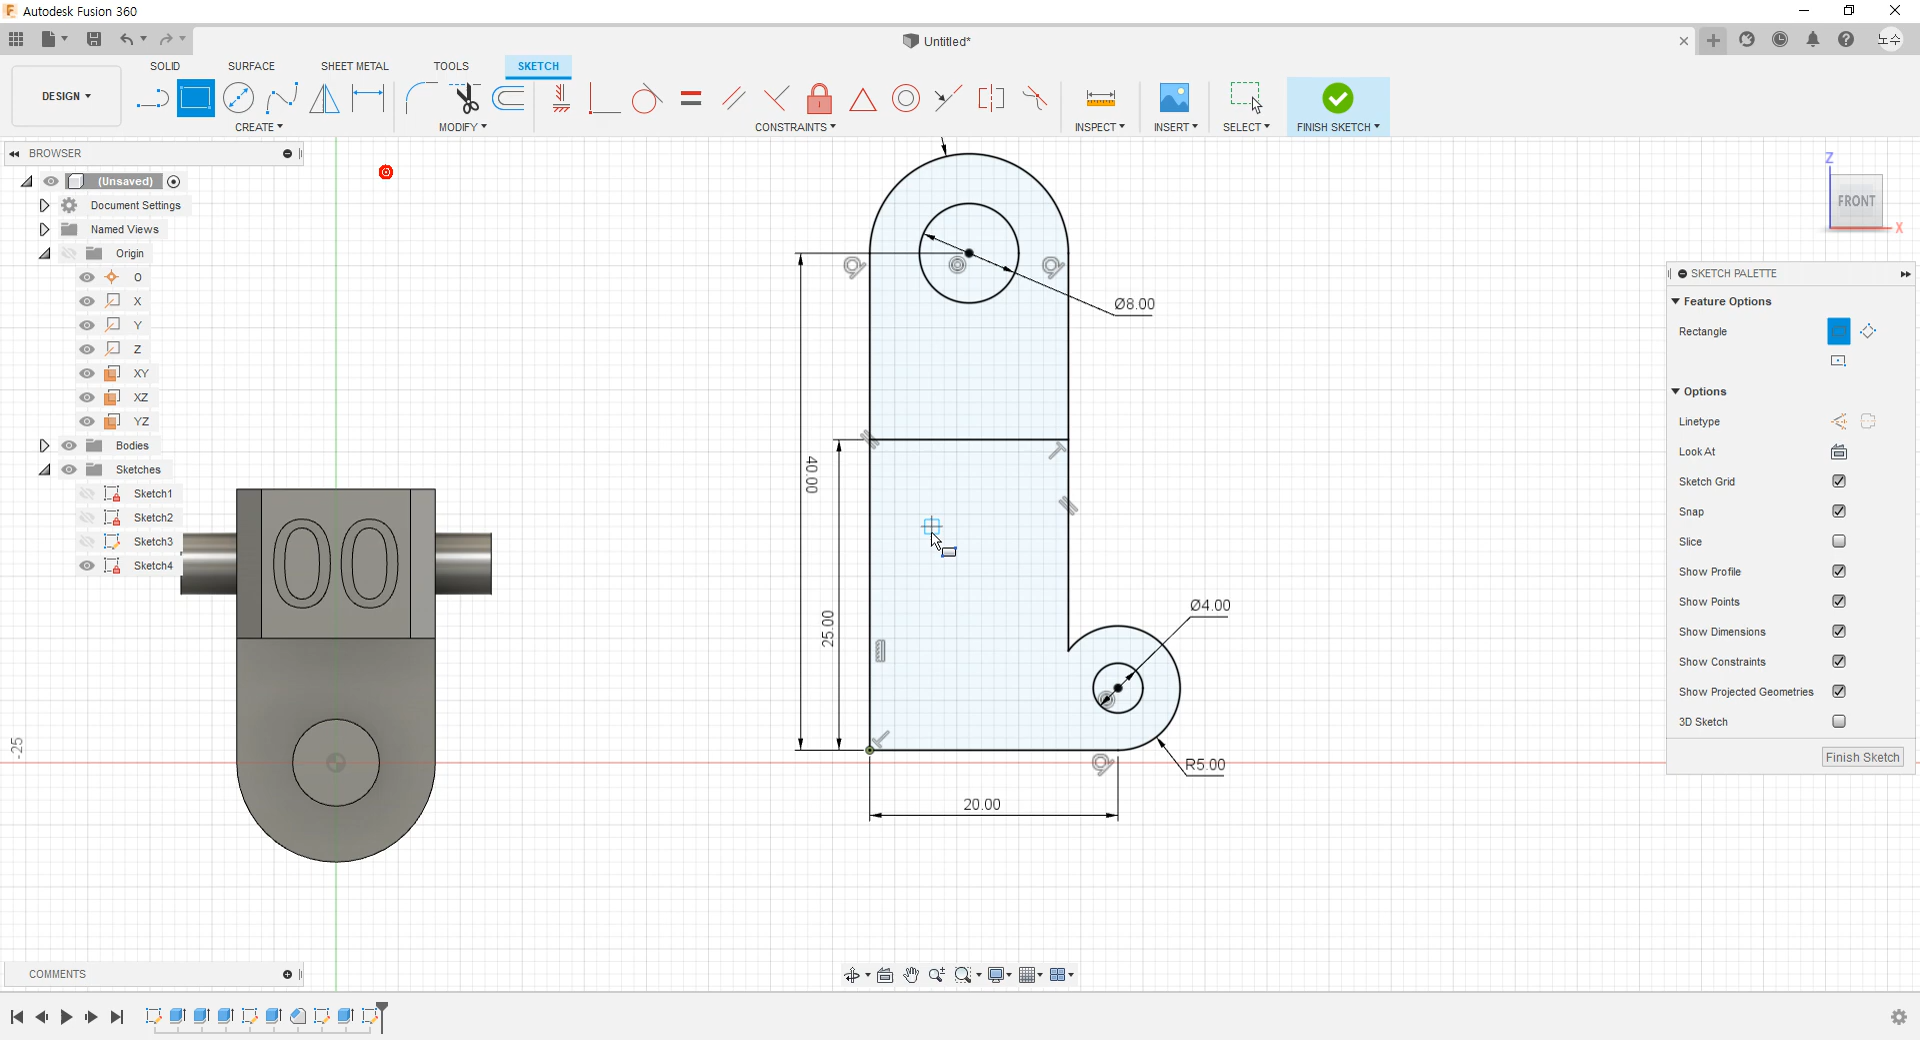 Autodesk Fusion 360
Untitled*
노수
DESIGN
SOLID SURFACE SHEET METAL TOOLS SKETCH
CREATE MODIFY CONSTRAINTS INSPECT INSERT SELECT FINISH SKETCH
BROWSER
(Unsaved)
Document Settings
Named Views
Origin
O
X
Y
Z
XY
XZ
YZ
Bodies
Sketches
Sketch1
Sketch2
Sketch3
Sketch4
00
-25
Ø8.00
40.00
25.00
Ø4.00
R5.00
20.00
Z
FRONT
X
SKETCH PALETTE
Feature Options
Rectangle
Options
Linetype
Look At
Sketch Grid
Snap
Slice
Show Profile
Show Points
Show Dimensions
Show Constraints
Show Projected Geometries
3D Sketch
Finish Sketch
COMMENTS